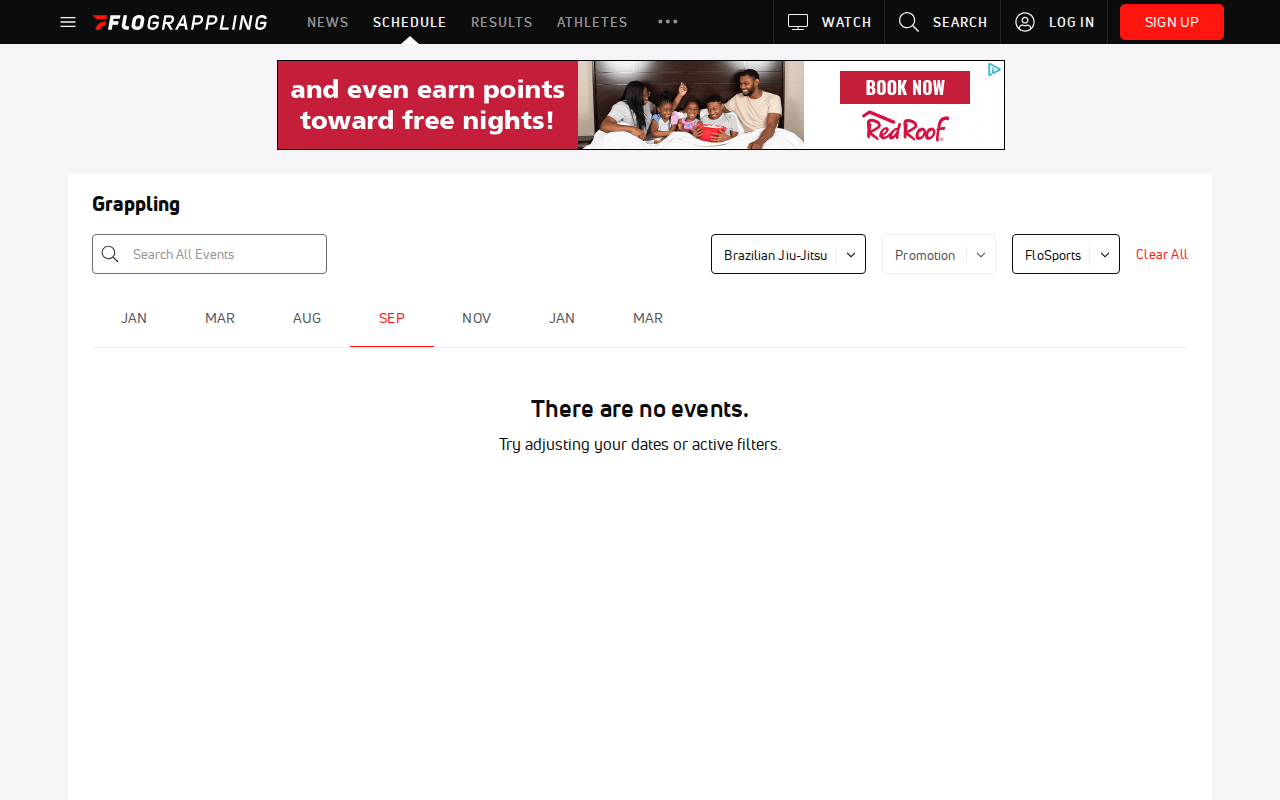 FLOGRAPPLING
NEWS
SCHEDULE
RESULTS
ATHLETES
WATCH
SEARCH
LOG IN
SIGN UP
and even earn points
toward free nights!
BOOK NOW
Red Roof
Grappling
Search All Events
Brazilian Jiu-Jitsu
Promotion
FloSports
Clear All
JAN
MAR
AUG
SEP
NOV
JAN
MAR
There are no events.
Try adjusting your dates or active filters.